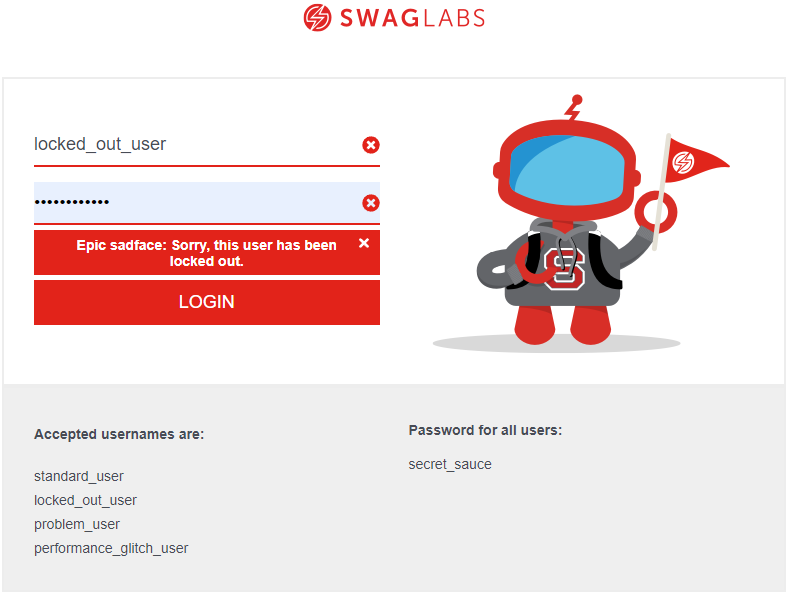 SWAGLABS
locked_out_user
••••••••••••
Epic sadface: Sorry, this user has been
locked out.
LOGIN
S
Accepted usernames are:
standard_user
locked_out_user
problem_user
performance_glitch_user
Password for all users:
secret_sauce